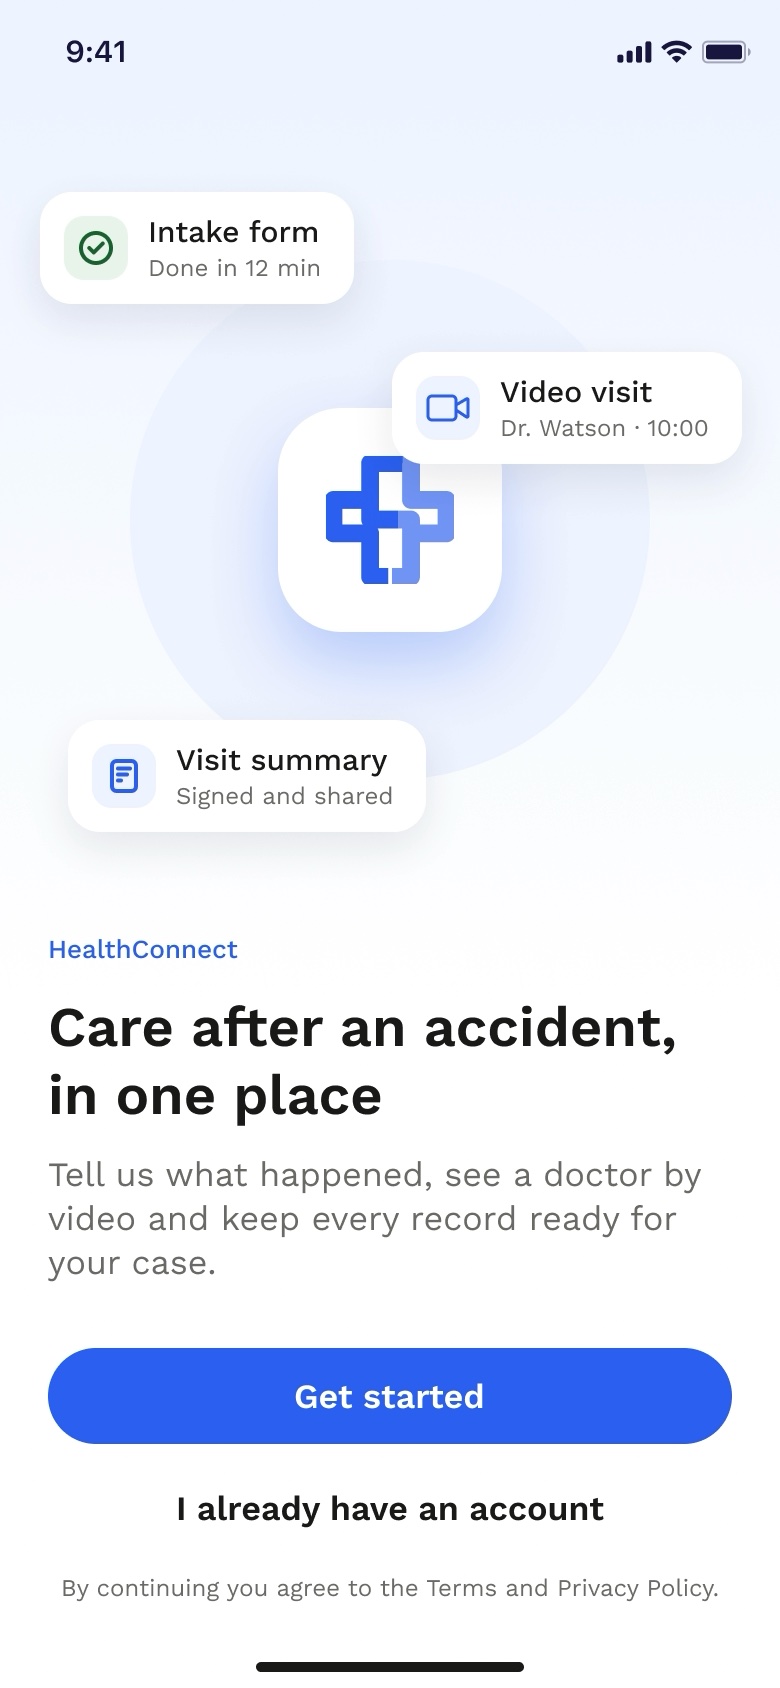 9:41
Intake form
Done in 12 min
Video visit
Dr. Watson · 10:00
Visit summary
Signed and shared
HealthConnect
Care after an accident,
in one place
Tell us what happened, see a doctor by
video and keep every record ready for
your case.
Get started
I already have an account
By continuing you agree to the Terms and Privacy Policy.